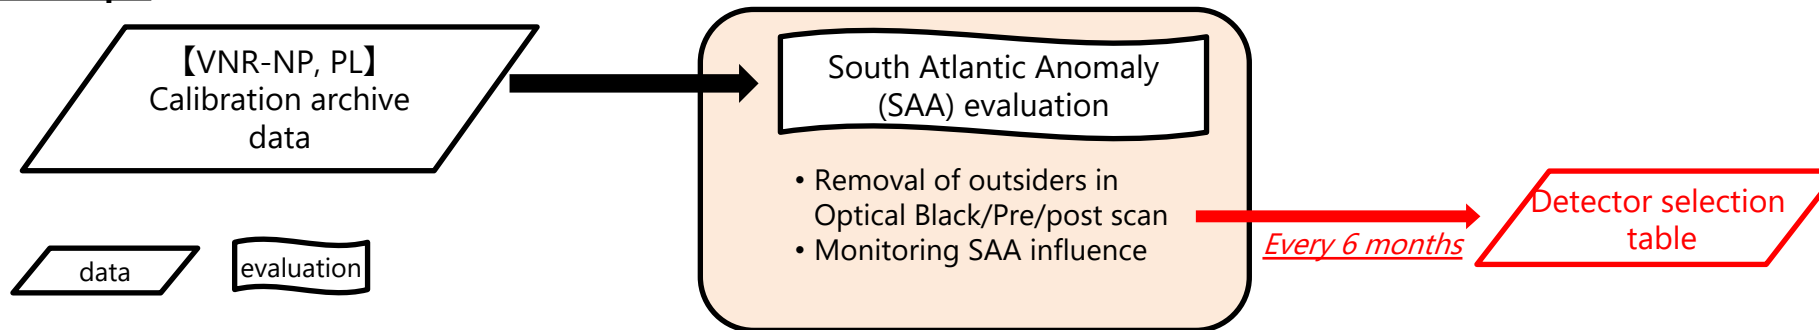 【VNR-NP, PL】
Calibration archive
data
South Atlantic Anomaly
(SAA) evaluation
• Removal of outsiders in
Optical Black/Pre/post scan
• Monitoring SAA influence
Every 6 months
Detector selection
table
data
evaluation